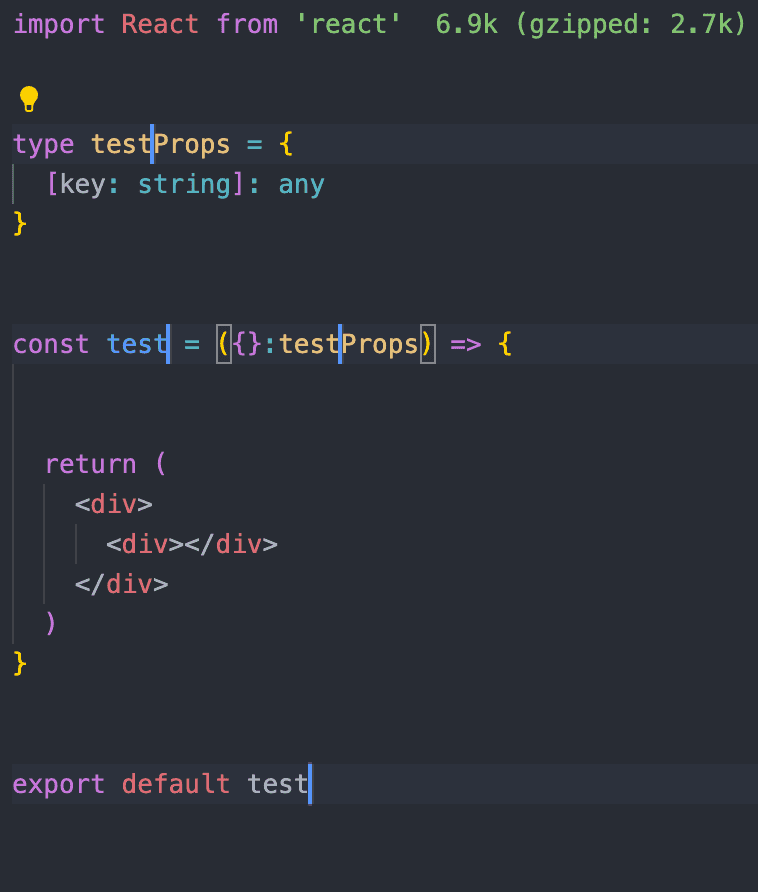 import React from 'react'  6.9k (gzipped: 2.7k)
type testProps = {
  [key: string]: any
}
const test = ({}:testProps) => {
  return (
    <div>
      <div></div>
    </div>
  )
}
export default test